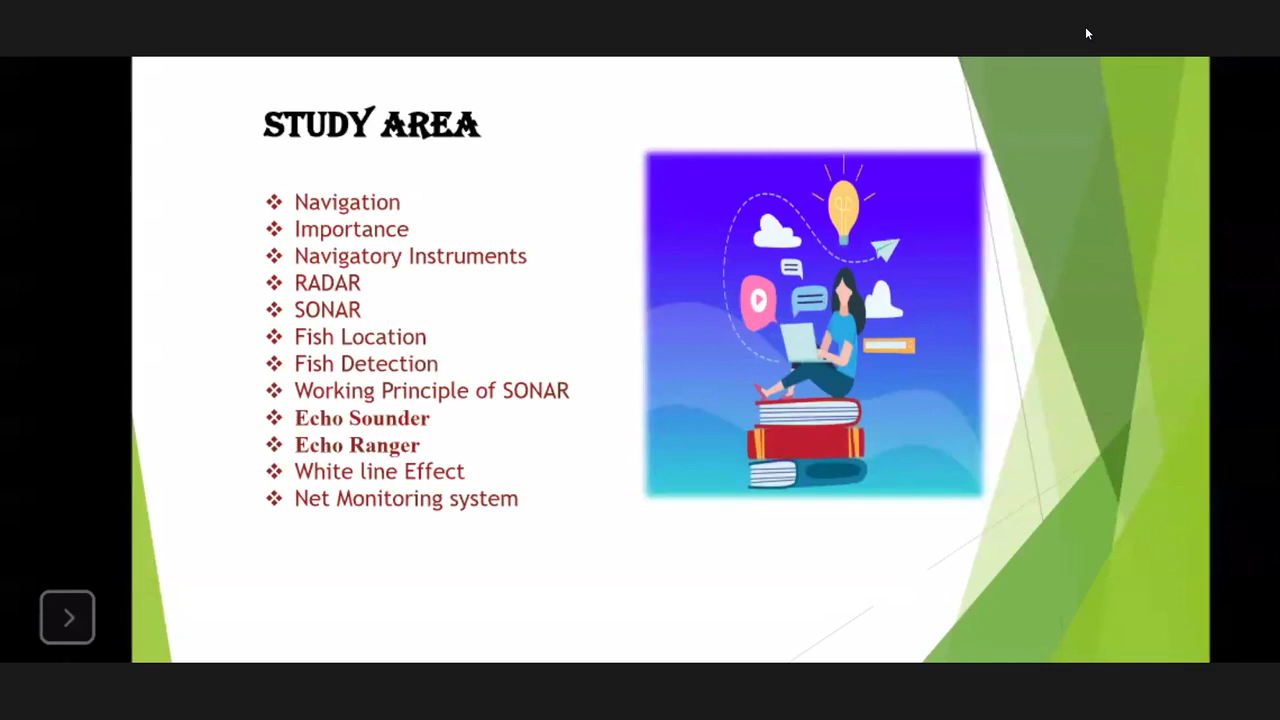 STUDY AREA
Navigation
Importance
Navigatory Instruments
RADAR
SONAR
Fish Location
Fish Detection
Working Principle of SONAR
Echo Sounder
Echo Ranger
White line Effect
Net Monitoring system